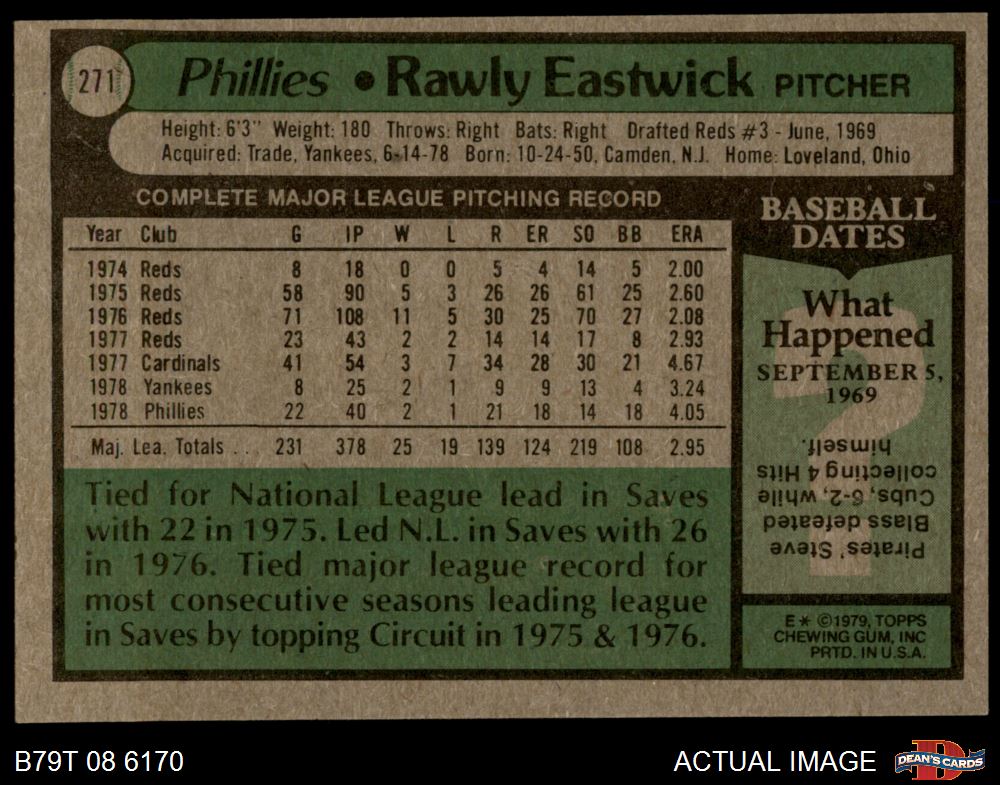 271
Phillies • Rawly Eastwick PITCHER
Height: 6'3" Weight: 180 Throws: Right Bats: Right Drafted Reds #3 - June, 1969
Acquired: Trade, Yankees, 6-14-78 Born: 10-24-50, Camden, N.J. Home: Loveland, Ohio
COMPLETE MAJOR LEAGUE PITCHING RECORD
Year Club G IP W L R ER SO BB ERA
1974 Reds 8 18 0 0 5 4 14 5 2.00
1975 Reds 58 90 5 3 26 26 61 25 2.60
1976 Reds 71 108 11 5 30 25 70 27 2.08
1977 Reds 23 43 2 2 14 14 17 8 2.93
1977 Cardinals 41 54 3 7 34 28 30 21 4.67
1978 Yankees 8 25 2 1 9 9 13 4 3.24
1978 Phillies 22 40 2 1 21 18 14 18 4.05
Maj. Lea. Totals . . 231 378 25 19 139 124 219 108 2.95
Tied for National League lead in Saves
with 22 in 1975. Led N.L. in Saves with 26
in 1976. Tied major league record for
most consecutive seasons leading league
in Saves by topping Circuit in 1975 & 1976.
BASEBALL
DATES
What
Happened
SEPTEMBER 5,
1969
Pirates' Steve
Blass defeated
Cubs, 9-2, while
collecting 4 Hits
himself.
E* ©1979, TOPPS
CHEWING GUM, INC
PRTD. IN U.S.A.
B79T 08 6170
ACTUAL IMAGE
D
DEAN'S CARDS